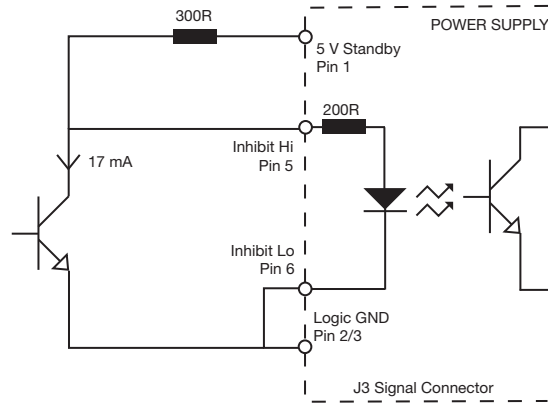 300R
POWER SUPPLY
5 V Standby
Pin 1
200R
Inhibit Hi
Pin 5
17 mA
Inhibit Lo
Pin 6
Logic GND
Pin 2/3
J3 Signal Connector